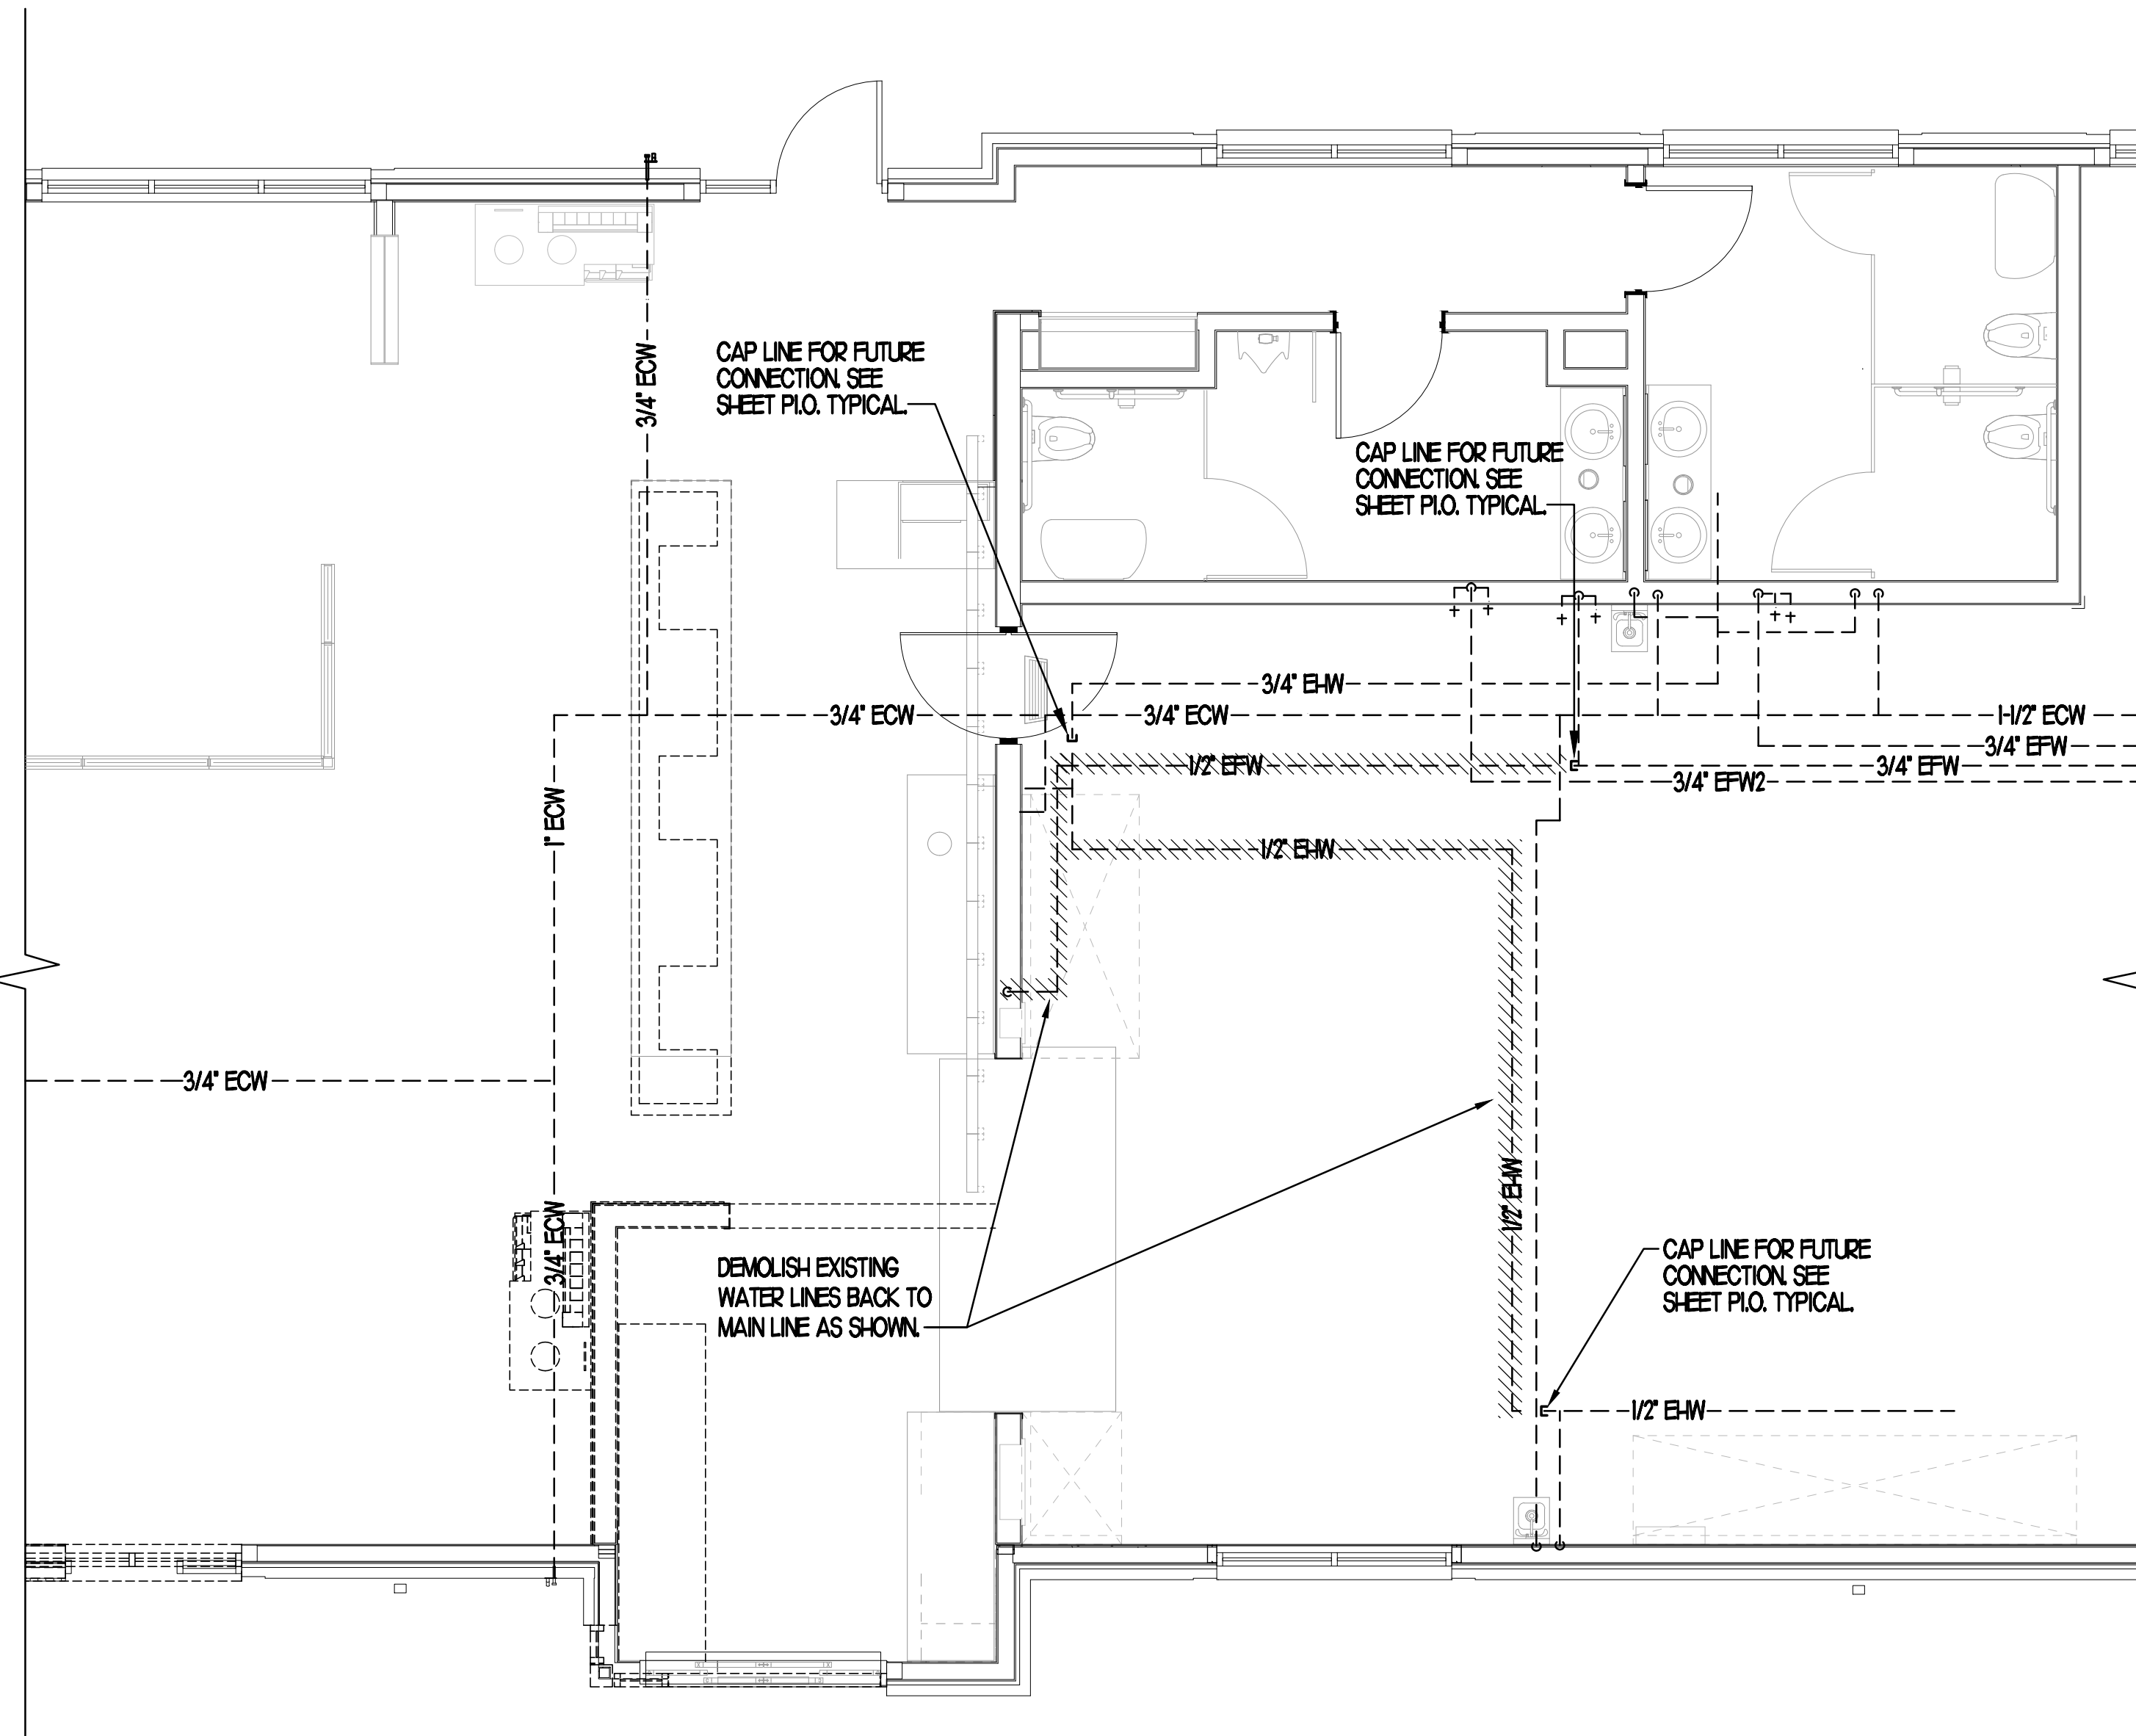 3/4" ECW
CAP LINE FOR FUTURE
CONNECTION. SEE
SHEET P1.0. TYPICAL.
CAP LINE FOR FUTURE
CONNECTION. SEE
SHEET P1.0. TYPICAL.
3/4" EHW
3/4" ECW
3/4" ECW
1-1/2" ECW
3/4" EFW
1/2" EFW
3/4" EFW
3/4" EFW2
1" ECW
1/2" EHW
3/4" ECW
1/2" EHW
3/4" ECW
DEMOLISH EXISTING
WATER LINES BACK TO
MAIN LINE AS SHOWN.
CAP LINE FOR FUTURE
CONNECTION. SEE
SHEET P1.0. TYPICAL.
1/2" EHW